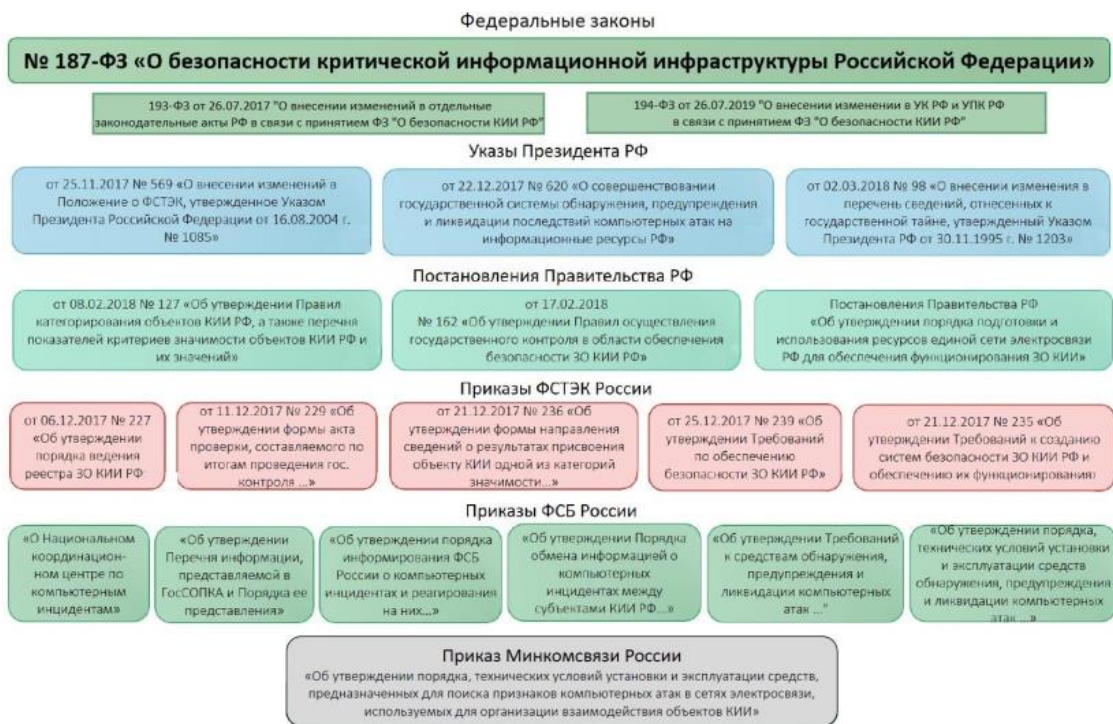 Федеральные законы
№ 187-ФЗ «О безопасности критической информационной инфраструктуры Российской Федерации»
193-ФЗ от 26.07.2017 "О внесении изменений в отдельные
законодательные акты РФ в связи с принятием ФЗ "О безопасности КИИ РФ"
194-ФЗ от 26.07.2019 "О внесении изменении в УК РФ и УПК РФ
в связи с принятием ФЗ "О безопасности КИИ РФ"
Указы Президента РФ
от 25.11.2017 № 569 «О внесении изменений в
Положение о ФСТЭК, утвержденное Указом
Президента Российской Федерации от 16.08.2004 г.
№ 1085»
от 22.12.2017 № 620 «О совершенствовании
государственной системы обнаружения, предупреждения
и ликвидации последствий компьютерных атак на
информационные ресурсы РФ»
от 02.03.2018 № 98 «О внесении изменения в
перечень сведений, отнесенных к
государственной тайне, утвержденный Указом
Президента РФ от 30.11.1995 г. № 1203»
Постановления Правительства РФ
от 08.02.2018 № 127 «Об утверждении Правил
категорирования объектов КИИ РФ, а также перечня
показателей критериев значимости объектов КИИ РФ и
их значений»
от 17.02.2018
№ 162 «Об утверждении Правил осуществления
государственного контроля в области обеспечения
безопасности ЗО КИИ РФ»
Постановления Правительства РФ
«Об утверждении порядка подготовки и
использования ресурсов единой сети электросвязи
РФ для обеспечения функционирования ЗО КИИ»
Приказы ФСТЭК России
от 06.12.2017 № 227
«Об утверждении
порядка ведения
реестра ЗО КИИ РФ
от 11.12.2017 № 229 «Об
утверждении формы акта
проверки, составляемого по
итогам проведения гос.
контроля ...»
от 21.12.2017 № 236 «Об
утверждении формы направления
сведений о результатах присвоения
объекту КИИ одной из категорий
значимости...»
от 25.12.2017 № 239 «Об
утверждении Требований
по обеспечению
безопасности ЗО КИИ РФ»
от 21.12.2017 № 235 «Об
утверждении Требований к созданию
систем безопасности ЗО КИИ РФ и
обеспечению их функционирования»
Приказы ФСБ России
«О Национальном
координацион-
ном центре по
компьютерным
инцидентам»
«Об утверждении
Перечня информации,
представляемой в
ГосСОПКА и Порядка ее
представления»
«Об утверждении порядка
информирования ФСБ
России о компьютерных
инцидентах и реагирования
на них...»
«Об утверждении Порядка
обмена информацией о
компьютерных
инцидентах между
субъектами КИИ РФ...»
«Об утверждении Требований
к средствам обнаружения,
предупреждения и
ликвидации компьютерных
атак ..."
«Об утверждении порядка,
технических условий установки
и эксплуатации средств
обнаружения, предупреждения
и ликвидации компьютерных
атак ...»
Приказ Минкомсвязи России
«Об утверждении порядка, технических условий установки и эксплуатации средств,
предназначенных для поиска признаков компьютерных атак в сетях электросвязи,
используемых для организации взаимодействия объектов КИИ»